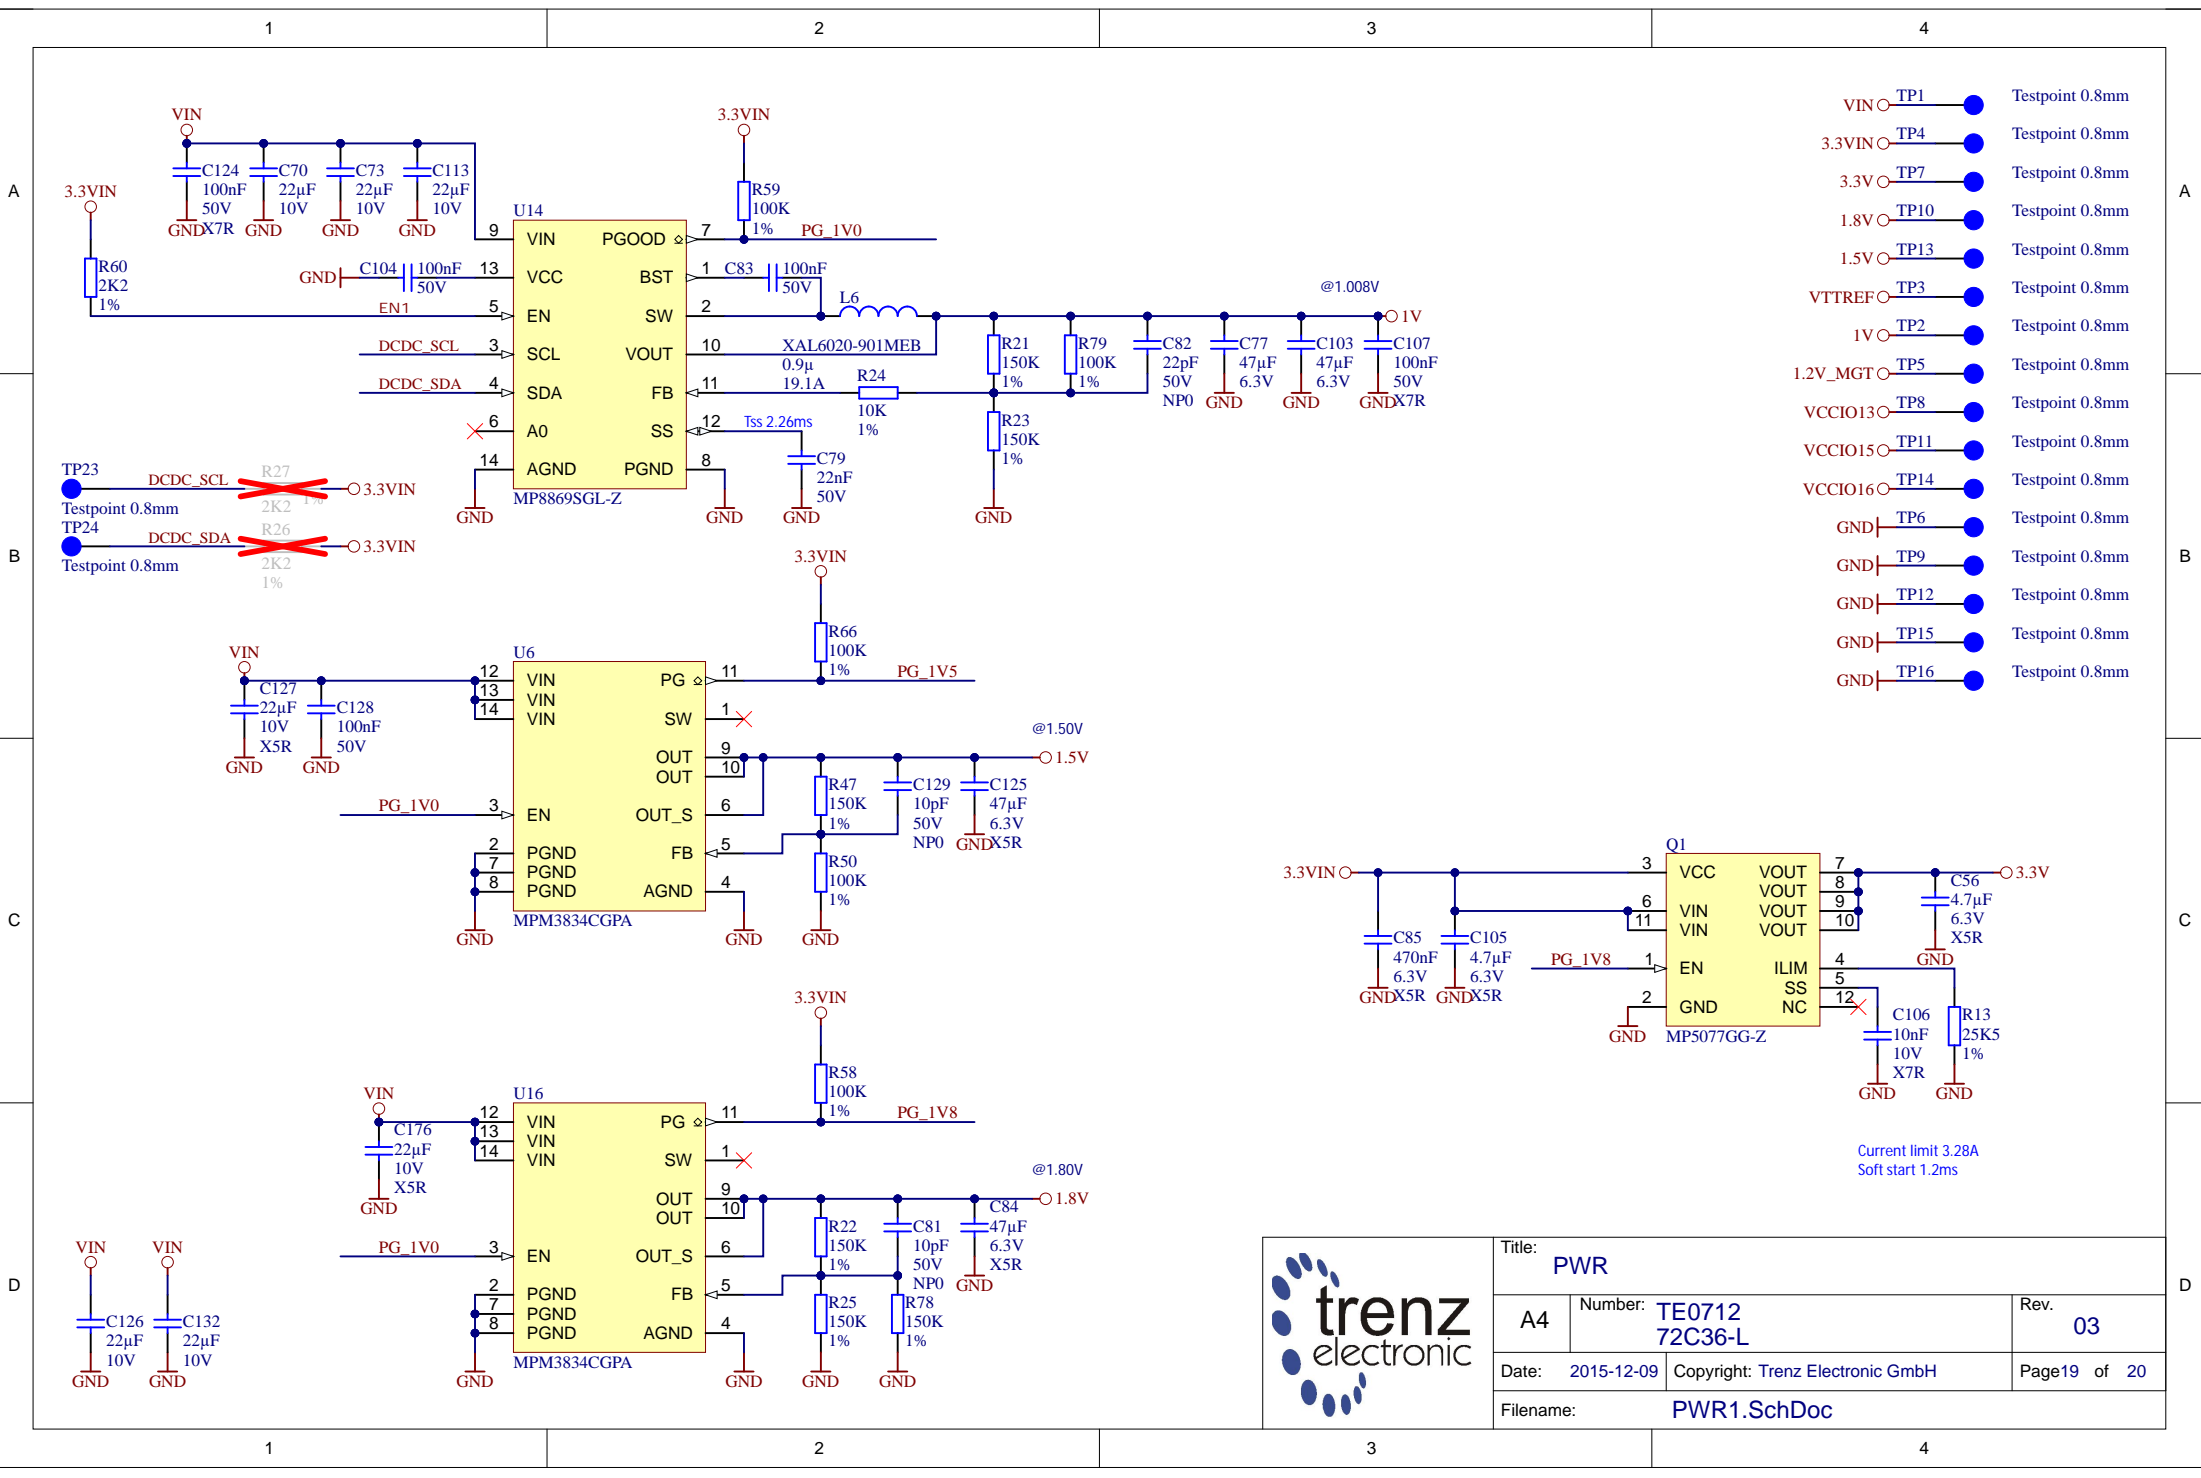 1 2 3 4
A
B
C
D
VIN
C124 100nF 50V X7R GND
C70 22µF 10V GND
C73 22µF 10V GND
C113 22µF 10V GND
3.3VIN
R60 2K2 1%
3.3VIN
R59 100K 1%
PG_1V0
U14
9 VIN PGOOD 7
GND C104 100nF 50V 13 VCC BST 1 C83 100nF 50V
EN1 5 EN SW 2 L6
DCDC_SCL 3 SCL VOUT 10 XAL6020-901MEB
0.9µ
19.1A
DCDC_SDA 4 SDA FB 11 R24 10K 1%
6 A0 SS 12 Tss 2.26ms
14 AGND PGND 8
MP8869SGL-Z
GND GND
C79 22nF 50V GND
@1.008V
1V
R21 150K 1%
R79 100K 1%
R23 150K 1% GND
C82 22pF 50V NP0
C77 47µF 6.3V GND
C103 47µF 6.3V GND
C107 100nF 50V X7R GND
TP23 DCDC_SCL R27 2K2 1% 3.3VIN
Testpoint 0.8mm
TP24 DCDC_SDA R26 2K2 1% 3.3VIN
Testpoint 0.8mm
VIN TP1 Testpoint 0.8mm
3.3VIN TP4 Testpoint 0.8mm
3.3V TP7 Testpoint 0.8mm
1.8V TP10 Testpoint 0.8mm
1.5V TP13 Testpoint 0.8mm
VTTREF TP3 Testpoint 0.8mm
1V TP2 Testpoint 0.8mm
1.2V_MGT TP5 Testpoint 0.8mm
VCCIO13 TP8 Testpoint 0.8mm
VCCIO15 TP11 Testpoint 0.8mm
VCCIO16 TP14 Testpoint 0.8mm
GND TP6 Testpoint 0.8mm
GND TP9 Testpoint 0.8mm
GND TP12 Testpoint 0.8mm
GND TP15 Testpoint 0.8mm
GND TP16 Testpoint 0.8mm
3.3VIN
R66 100K 1%
PG_1V5
VIN
C127 22µF 10V X5R GND
C128 100nF 50V GND
U6
12 VIN PG 11
13 VIN
14 VIN SW 1
OUT 9
OUT 10
PG_1V0 3 EN OUT_S 6
2 PGND FB 5
7 PGND
8 PGND AGND 4
MPM3834CGPA
GND GND
@1.50V
1.5V
R47 150K 1%
R50 100K 1% GND
C129 10pF 50V NP0
C125 47µF 6.3V X5R GND
3.3VIN
R58 100K 1%
PG_1V8
VIN
C176 22µF 10V X5R GND
U16
12 VIN PG 11
13 VIN
14 VIN SW 1
OUT 9
OUT 10
PG_1V0 3 EN OUT_S 6
2 PGND FB 5
7 PGND
8 PGND AGND 4
MPM3834CGPA
GND GND
@1.80V
1.8V
R22 150K 1%
R25 150K 1% GND
C81 10pF 50V NP0
R78 150K 1% GND
C84 47µF 6.3V X5R GND
VIN C126 22µF 10V GND
VIN C132 22µF 10V GND
3.3VIN
C85 470nF 6.3V X5R GND
C105 4.7µF 6.3V X5R GND
Q1
3 VCC VOUT 7
VOUT 8
6 VIN VOUT 9
11 VIN VOUT 10
PG_1V8 1 EN ILIM 4
SS 5
2 GND NC 12
GND
MP5077GG-Z
3.3V
C56 4.7µF 6.3V X5R GND
C106 10nF 10V X7R GND
R13 25K5 1% GND
Current limit 3.28A
Soft start 1.2ms
trenz
electronic
Title:
PWR
A4 Number: TE0712
72C36-L
Rev.
03
Date: 2015-12-09 Copyright: Trenz Electronic GmbH Page19 of 20
Filename: PWR1.SchDoc
A
B
C
D
1 2 3 4